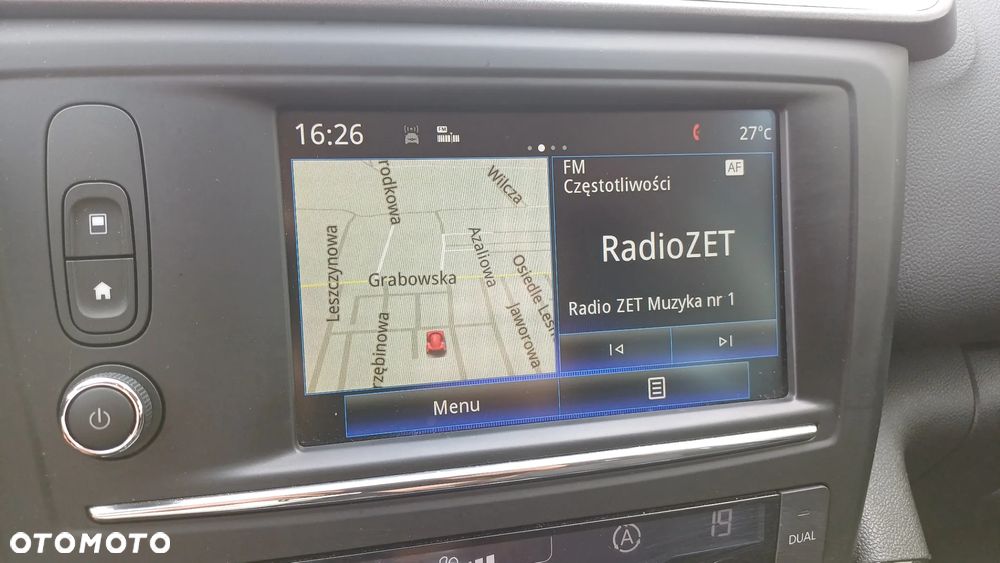 16:26
FM
27°c
FM
AF
Częstotliwości
RadioZET
Radio ZET Muzyka nr 1
rodkowa
Wilcza
Leszczynowa
Azaliowa
Grabowska
Osiedle Leśn
Jaworowa
rzębinowa
Menu
A
19
DUAL
OTOMOTO